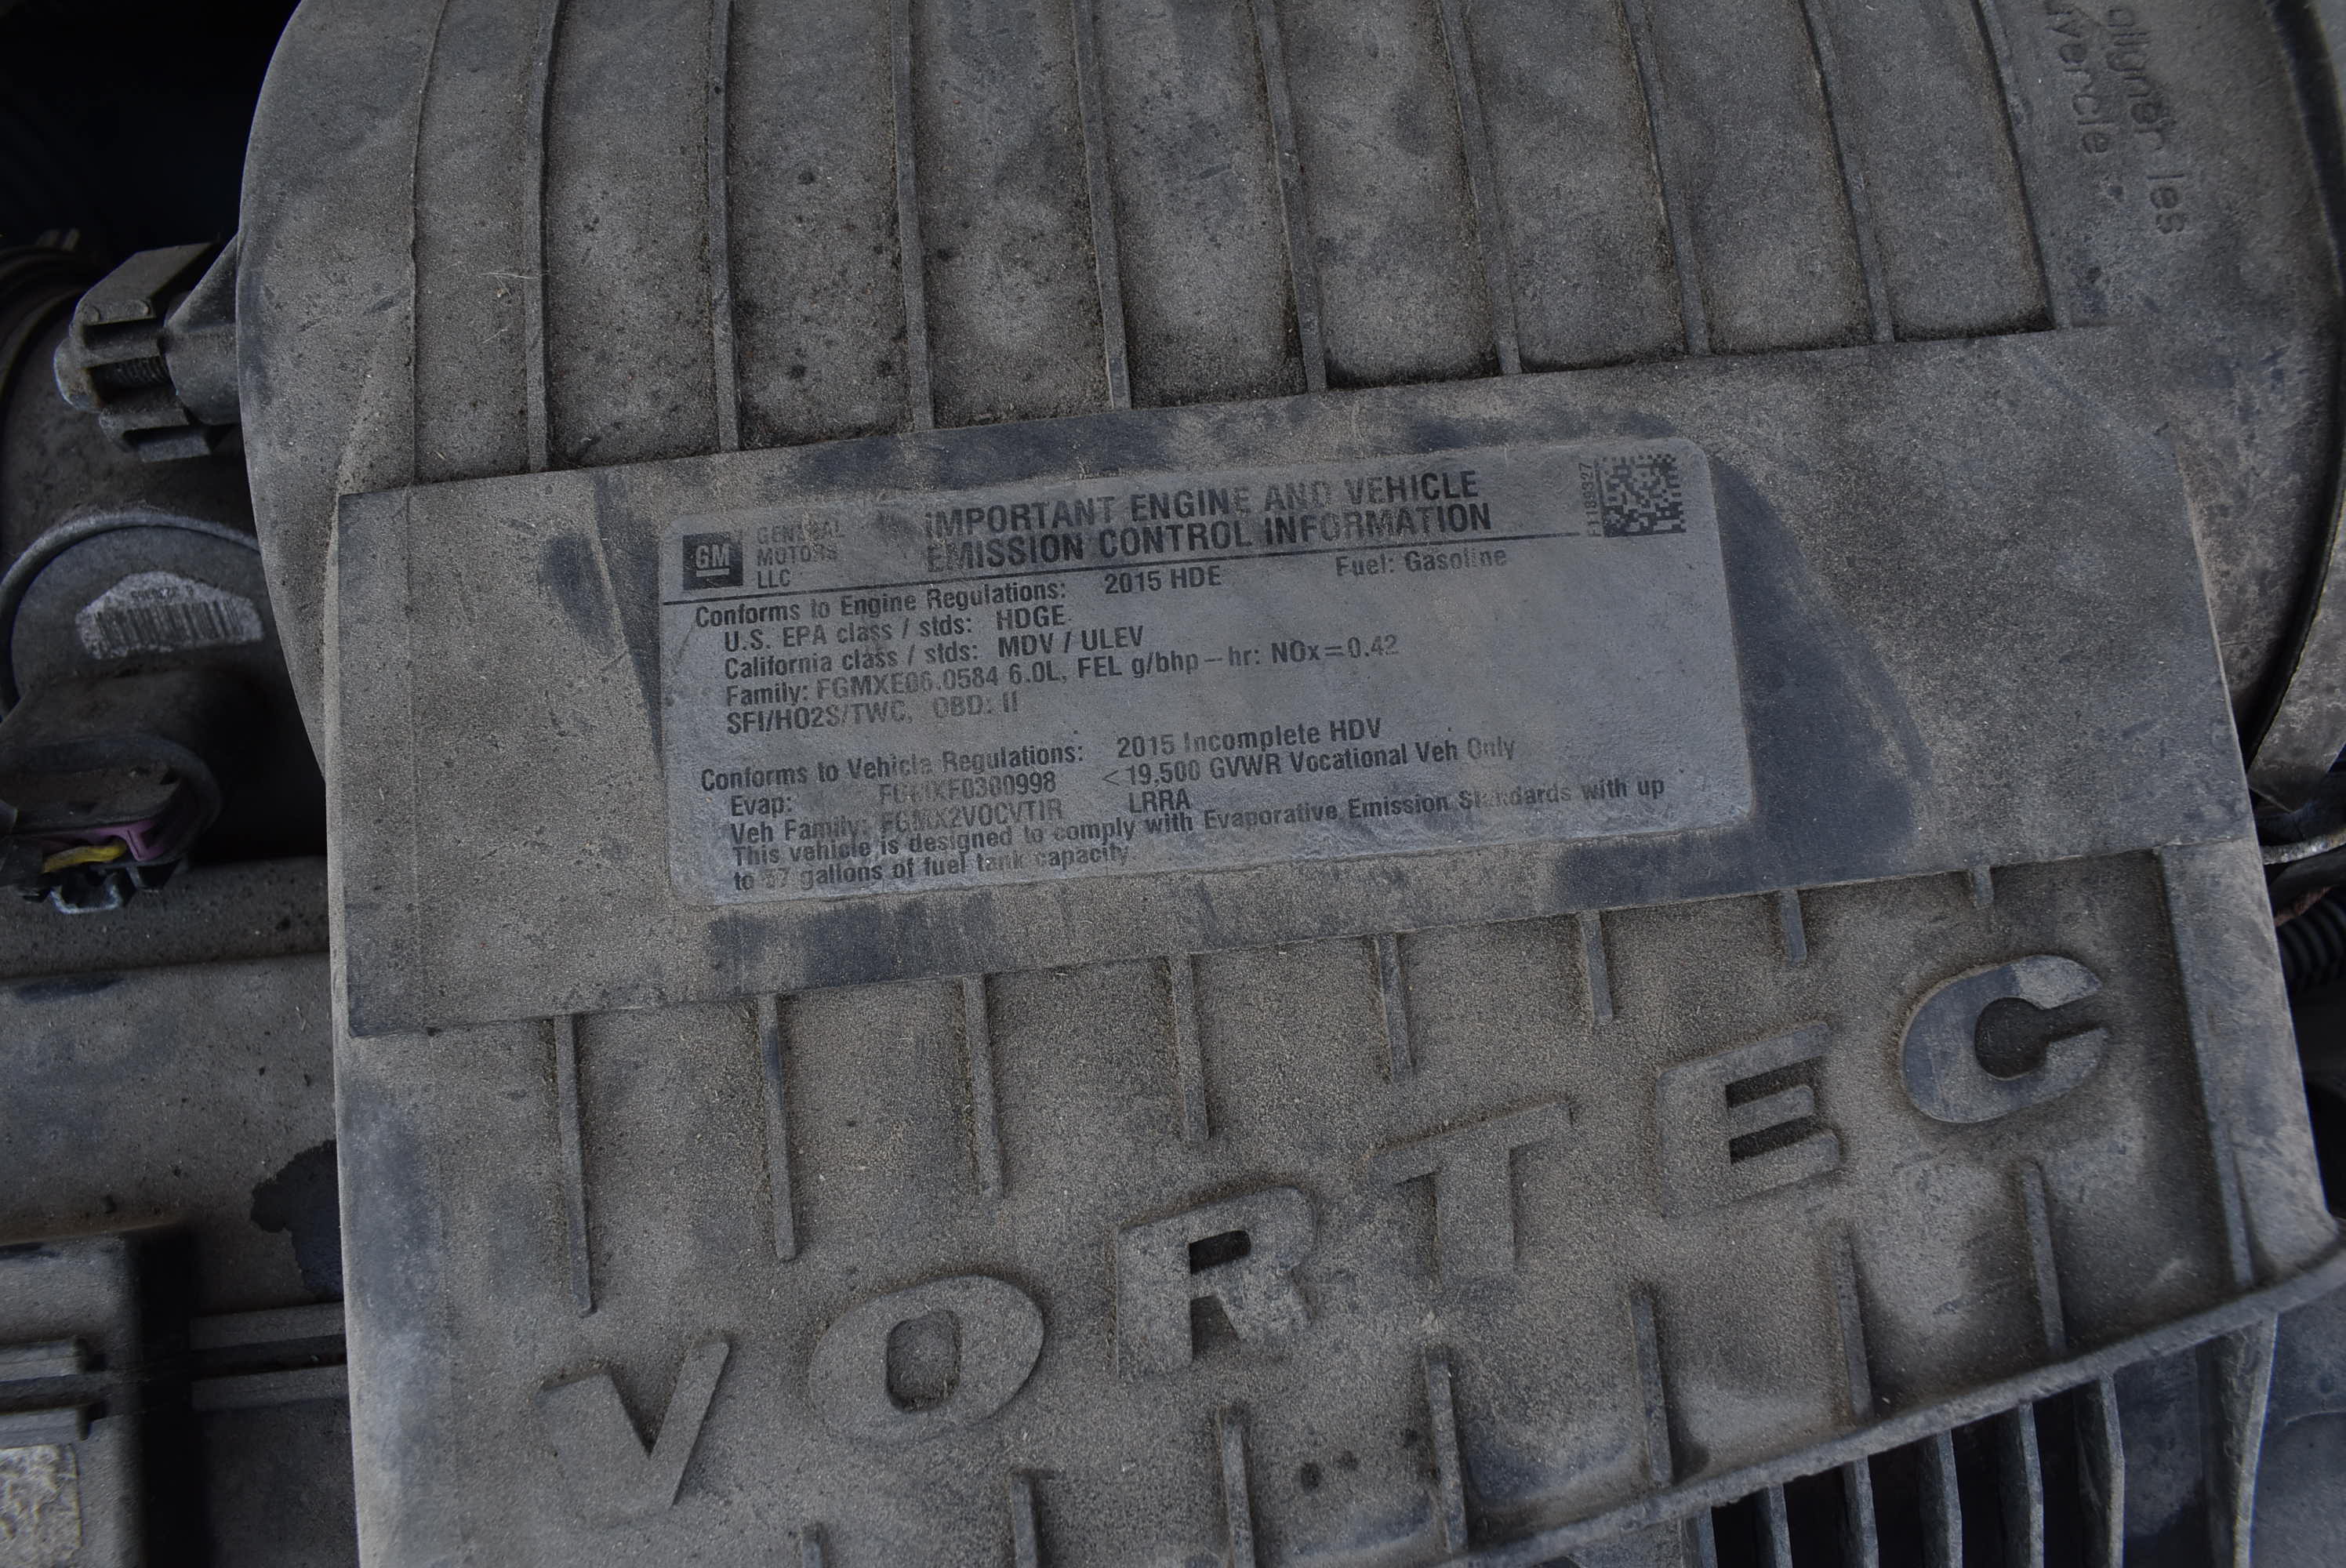 aligner les
GM
GENERAL
MOTORS
LLC
IMPORTANT ENGINE AND VEHICLE
EMISSION CONTROL INFORMATION
F1189327
Conforms to Engine Regulations: 2015 HDE Fuel: Gasoline
U.S. EPA class / stds: HDGE
California class / stds: MDV / ULEV
Family: FGMXE06.0584 6.0L, FEL g/bhp-hr: NOx=0.42
SFI/HO2S/TWC, OBD: II
Conforms to Vehicle Regulations: 2015 Incomplete HDV
Evap: <19,500 GVWR Vocational Veh Only
Veh Family: FGMX2VOCVTIR LRRA
This vehicle is designed to comply with Evaporative Emission Standards with up
to gallons of fuel tank capacity.
VORTEC